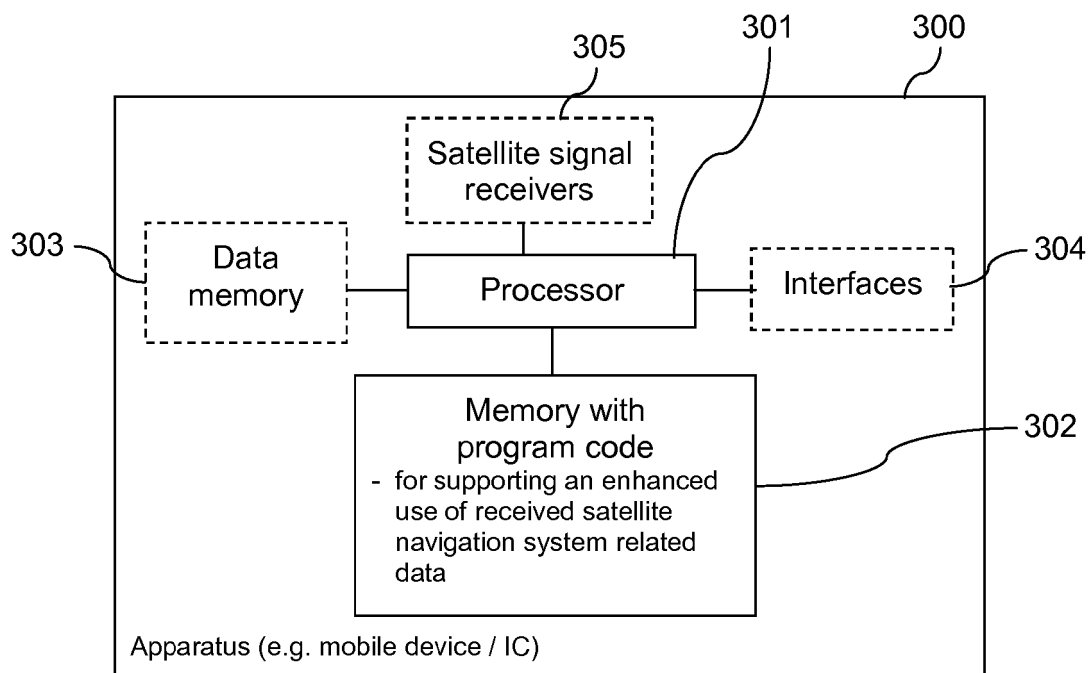 301
300
305
Satellite signal
receivers
303
Data
memory
Processor
Interfaces
304
Memory with
program code
- for supporting an enhanced
use of received satellite
navigation system related
data
302
Apparatus (e.g. mobile device / IC)